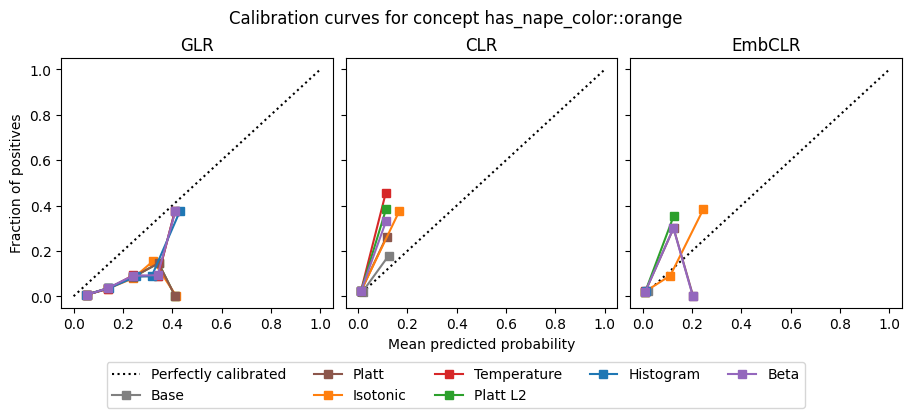 Calibration curves for concept has_nape_color::orange
GLR
CLR
EmbCLR
1.0
0.8
0.6
0.4
0.2
0.0
Fraction of positives
0.0 0.2 0.4 0.6 0.8 1.0
0.0 0.2 0.4 0.6 0.8 1.0
0.0 0.2 0.4 0.6 0.8 1.0
Mean predicted probability
Perfectly calibrated Platt Temperature Histogram Beta
Base Isotonic Platt L2